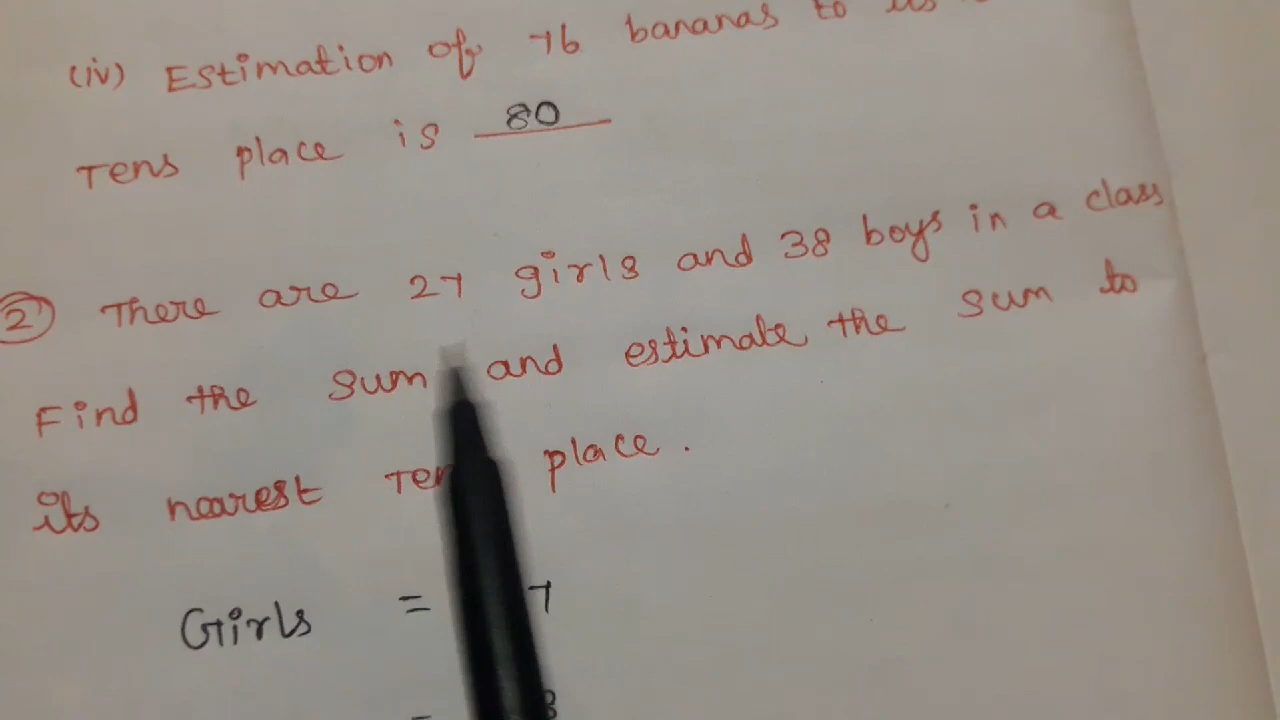 (iv) Estimation of 76 bananas to its
Tens place is 80
2 There are 27 girls and 38 boys in a class
Find the sum and estimate the sum to
its nearest place.
Girls = 7